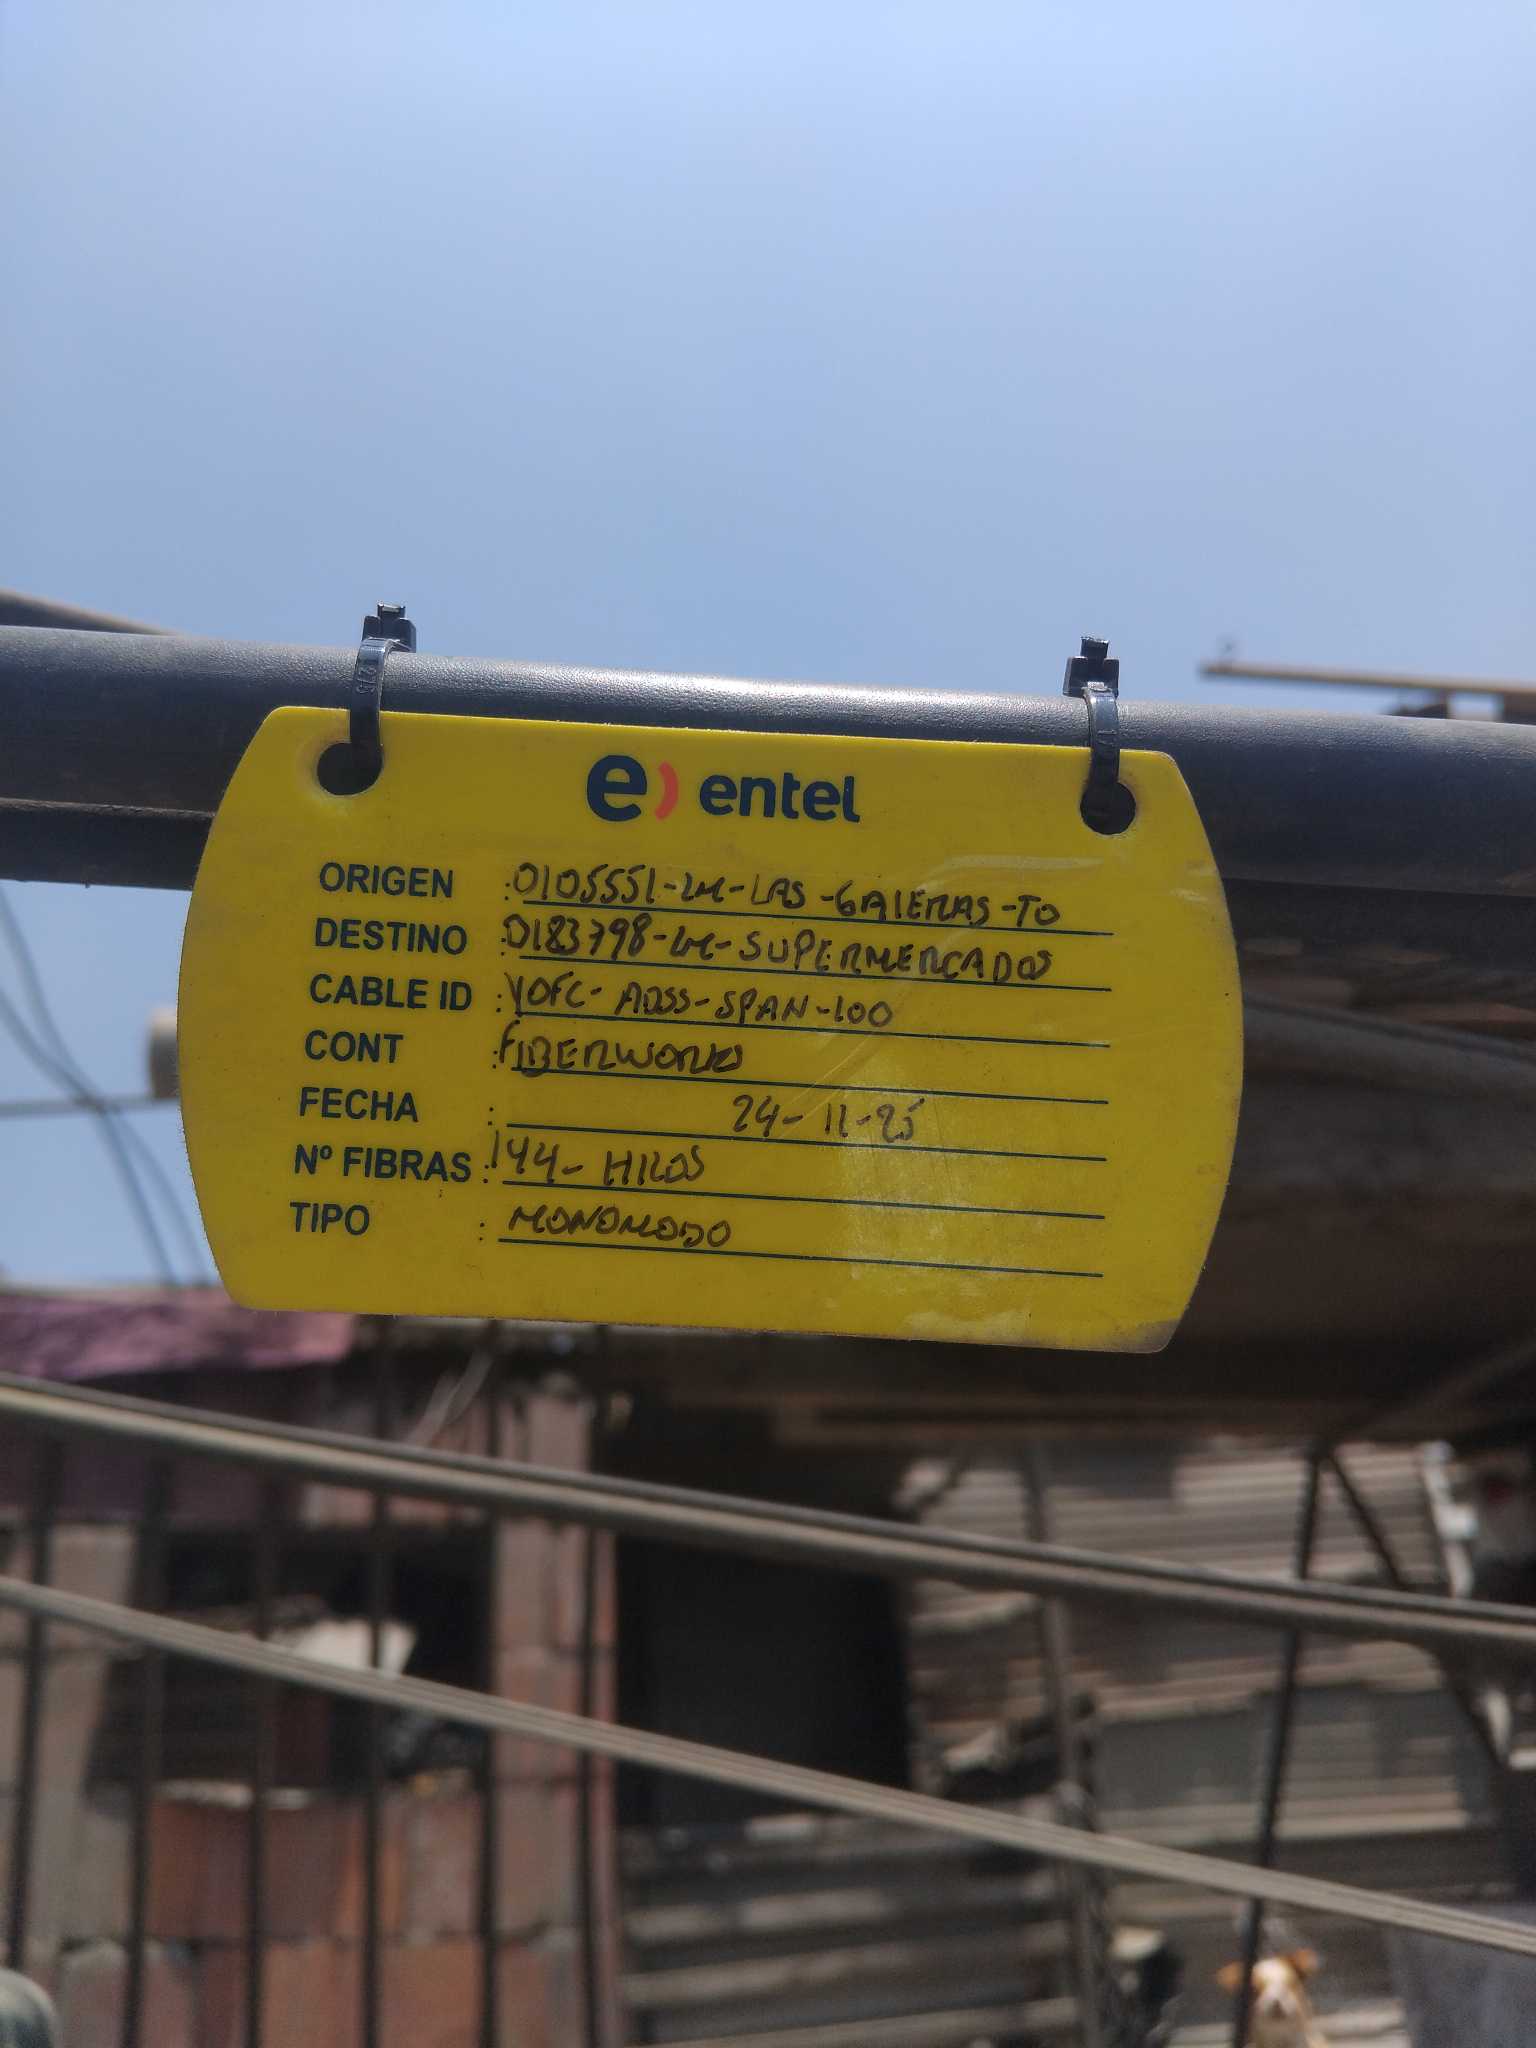 e) entel
ORIGEN : 0105551-LM-LAS-GALERAS-TO
DESTINO : 0183798-LM-SUPERMERCADOS
CABLE ID : YOFC-ADSS-SPAN-100
CONT : FIBERWORKS
FECHA : 24-11-25
Nº FIBRAS : 144-HILOS
TIPO : MONOMODO